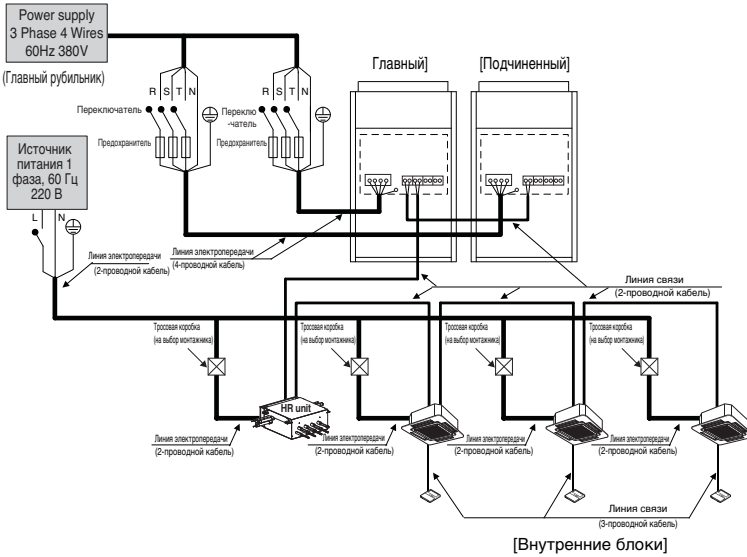 Power supply
3 Phase 4 Wires
60Hz 380V
(Главный рубильник)
Главный]
[Подчиненный]
R S T N
R S T N
Переключатель
Переклю
-чатель
Предохранитель
Предохранитель
Источник
питания 1
фаза, 60 Гц
220 В
L N
Линия электропередачи
(2-проводной кабель)
Линия электропередачи
(4-проводной кабель)
Линия связи
(2-проводной кабель)
Тросовая коробка
(на выбор монтажника)
Тросовая коробка
(на выбор монтажника)
Тросовая коробка
(на выбор монтажника)
Тросовая коробка
(на выбор монтажника)
HR unit
Линия электропередачи
(2-проводной кабель)
Линия электропередачи
(2-проводной кабель)
Линия электропередачи
(2-проводной кабель)
Линия электропередачи
(2-проводной кабель)
Линия связи
(3-проводной кабель)
[Внутренние блоки]